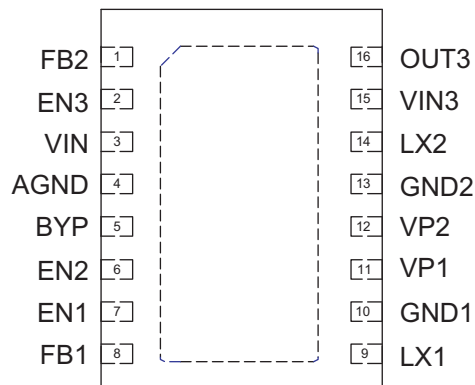 FB2 1 16 OUT3
EN3 2 15 VIN3
VIN 3 14 LX2
AGND 4 13 GND2
BYP 5 12 VP2
EN2 6 11 VP1
EN1 7 10 GND1
FB1 8 9 LX1